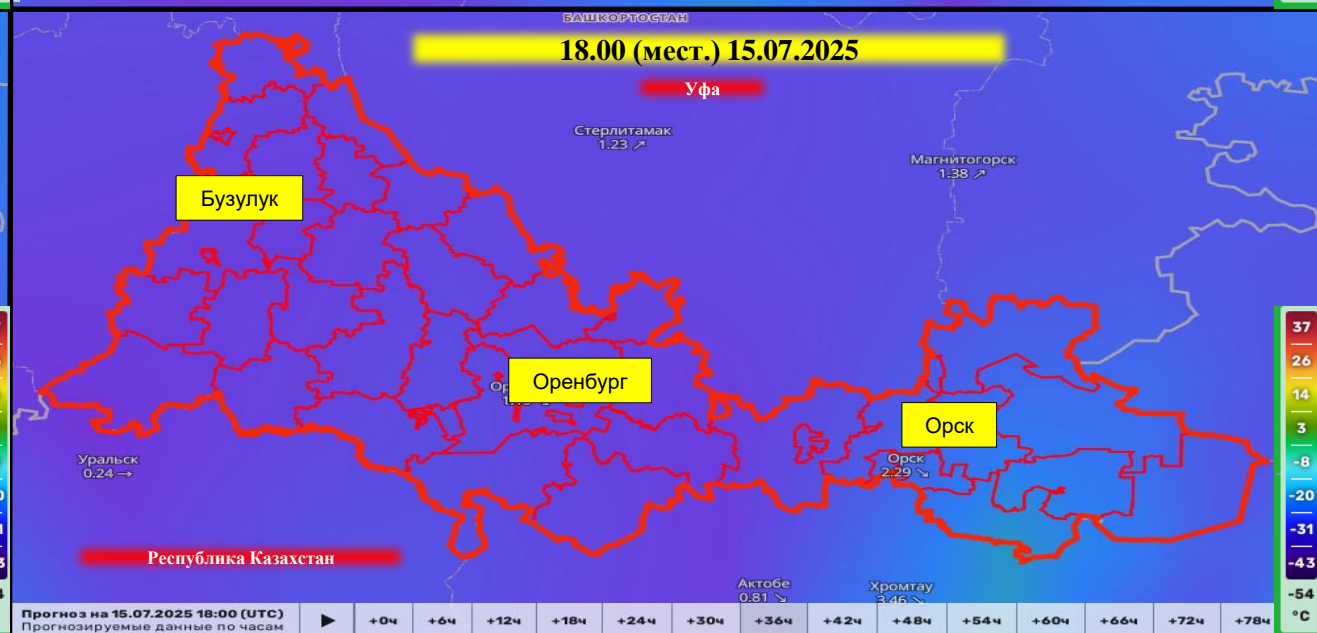 БАШКОРТОСТАН
18.00 (мест.) 15.07.2025
Уфа
Стерлитамак
1.23 ↗
Магнитогорск
1.38 ↗
Бузулук
Оренбург
Орск
Орск
2.29 ↘
Уральск
0.24 →
Республика Казахстан
Актобе
0.81 ↘
Хромтау
3.46 ↘
37
26
14
3
-8
-20
-31
-43
-54
°C
Прогноз на 15.07.2025 18:00 (UTC)
Прогнозируемые данные по часам
+0ч +6ч +12ч +18ч +24ч +30ч +36ч +42ч +48ч +54ч +60ч +66ч +72ч +78ч